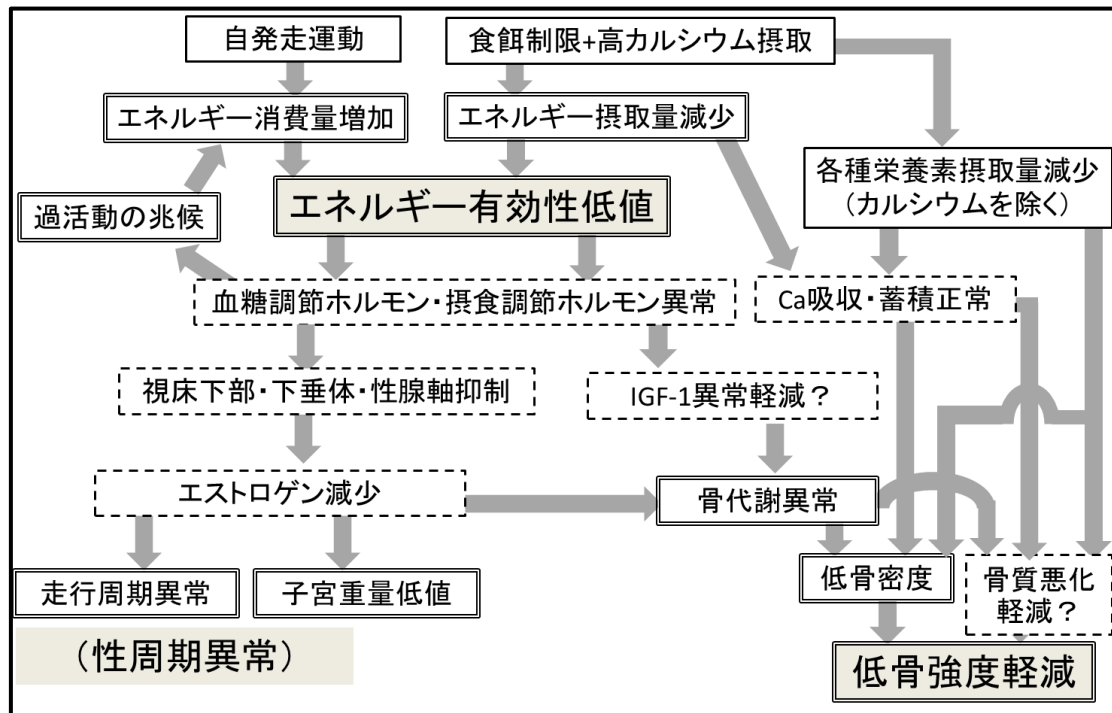 自発走運動
食餌制限+高カルシウム摂取
エネルギー消費量増加
エネルギー摂取量減少
各種栄養素摂取量減少
(カルシウムを除く)
過活動の兆候
エネルギー有効性低値
血糖調節ホルモン・摂食調節ホルモン異常
Ca吸収・蓄積正常
視床下部・下垂体・性腺軸抑制
IGF-1異常軽減？
エストロゲン減少
骨代謝異常
走行周期異常
子宮重量低値
低骨密度
骨質悪化
軽減？
（性周期異常）
低骨強度軽減